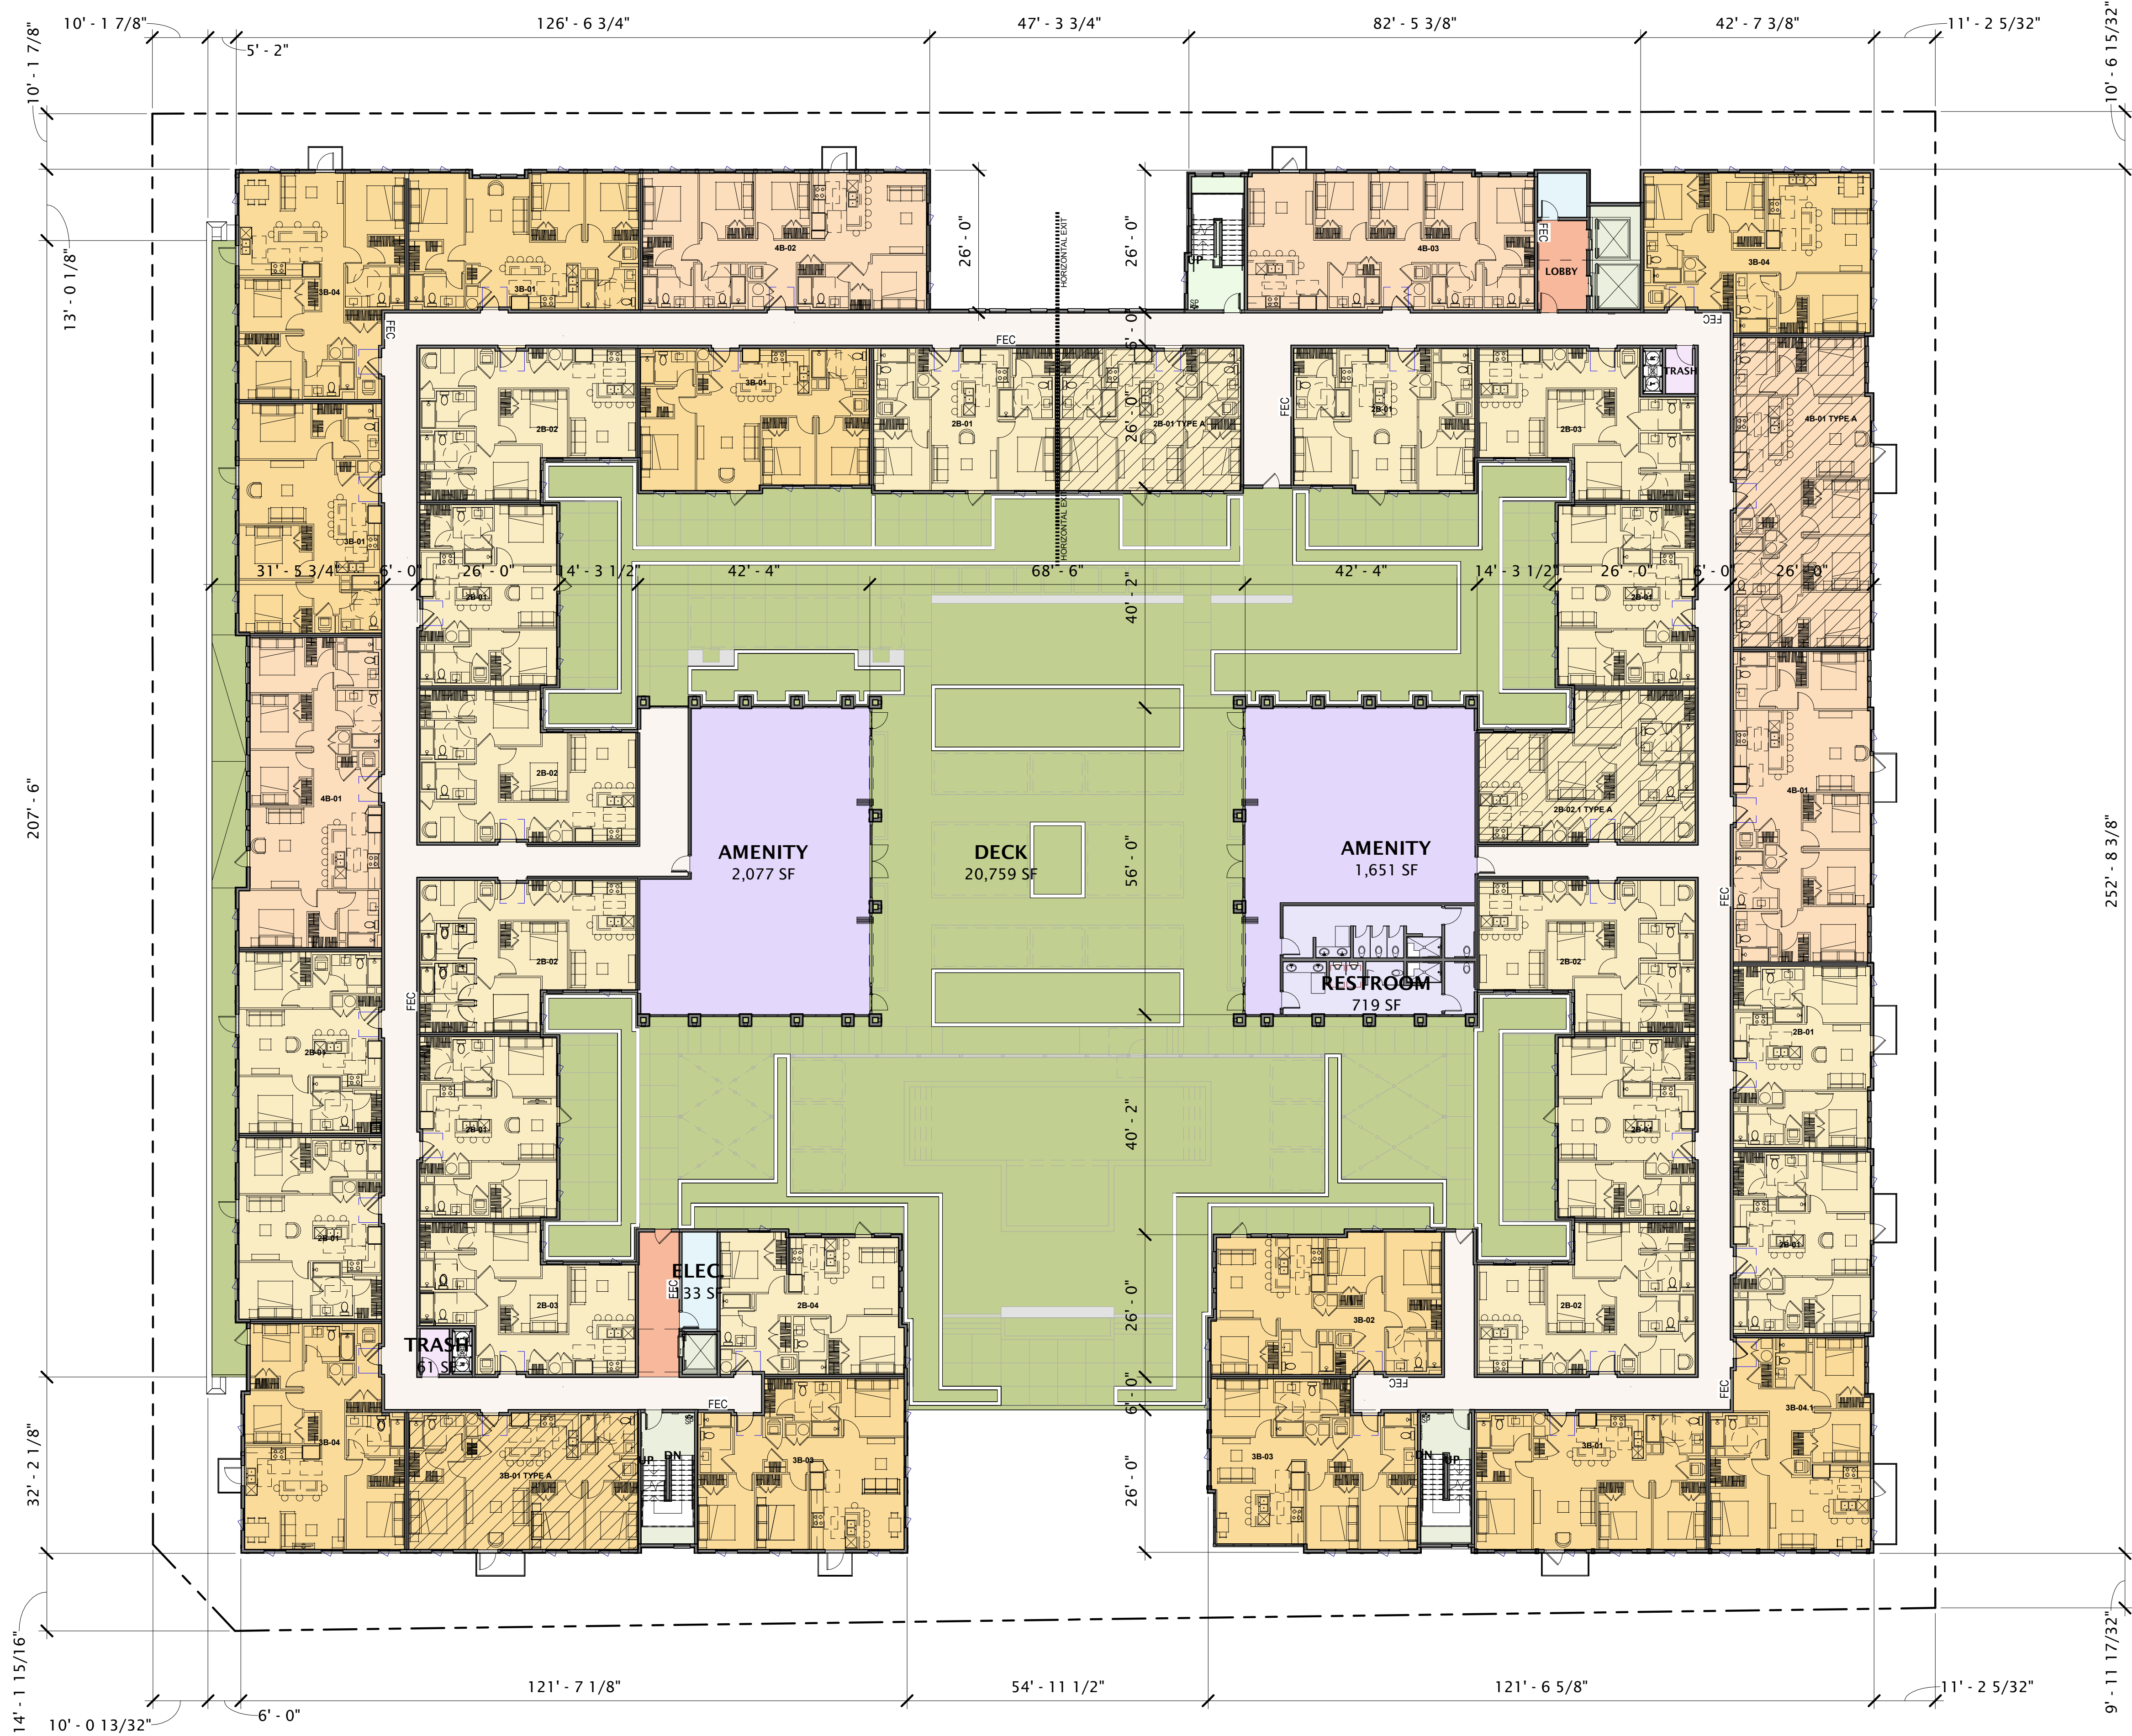 10' - 1 7/8"
126' - 6 3/4"
47' - 3 3/4"
82' - 5 3/8"
42' - 7 3/8"
11' - 2 5/32"
5' - 2"
10' - 1 7/8"
10' - 6 15/32"
13' - 0 1/8"
26' - 0"
26' - 0"
HORIZONTAL EXIT
UP
FEC
LOBBY
4B-02
4B-03
3B-04
3B-01
3B-04
FEC
FEC
FEC
6' - 0"
TRASH
3B-01
2B-01
2B-01 TYPE A
26' - 0"
FEC
2B-01
2B-02
2B-03
4B-01 TYPE A
HORIZONTAL EXIT
3B-01
31' - 5 3/4"
6' - 0"
26' - 0"
14' - 3 1/2"
42' - 4"
68' - 6"
40' - 2"
42' - 4"
14' - 3 1/2"
26' - 0"
6' - 0"
26' - 0"
2B-01
2B-01
2B-02
4B-01
4B-01
2B-02.1 TYPE A
207' - 6"
252' - 8 3/8"
AMENITY
2,077 SF
DECK
20,759 SF
56' - 0"
AMENITY
1,651 SF
FEC
2B-02
2B-02
FEC
RESTROOM
719 SF
2B-01
2B-01
2B-01
2B-01
40' - 2"
2B-01
2B-01
ELEC.
133 SF
FEC
2B-03
2B-04
26' - 0"
3B-02
2B-02
TRASH
61 SF
FEC
6' - 0"
FEC
FEC
3B-04.1
3B-04
3B-01 TYPE A
UP
DN
3B-03
3B-03
DN
UP
3B-01
32' - 2 1/8"
26' - 0"
14' - 1 15/16"
9' - 11 17/32"
10' - 0 13/32"
6' - 0"
121' - 7 1/8"
54' - 11 1/2"
121' - 6 5/8"
11' - 2 5/32"